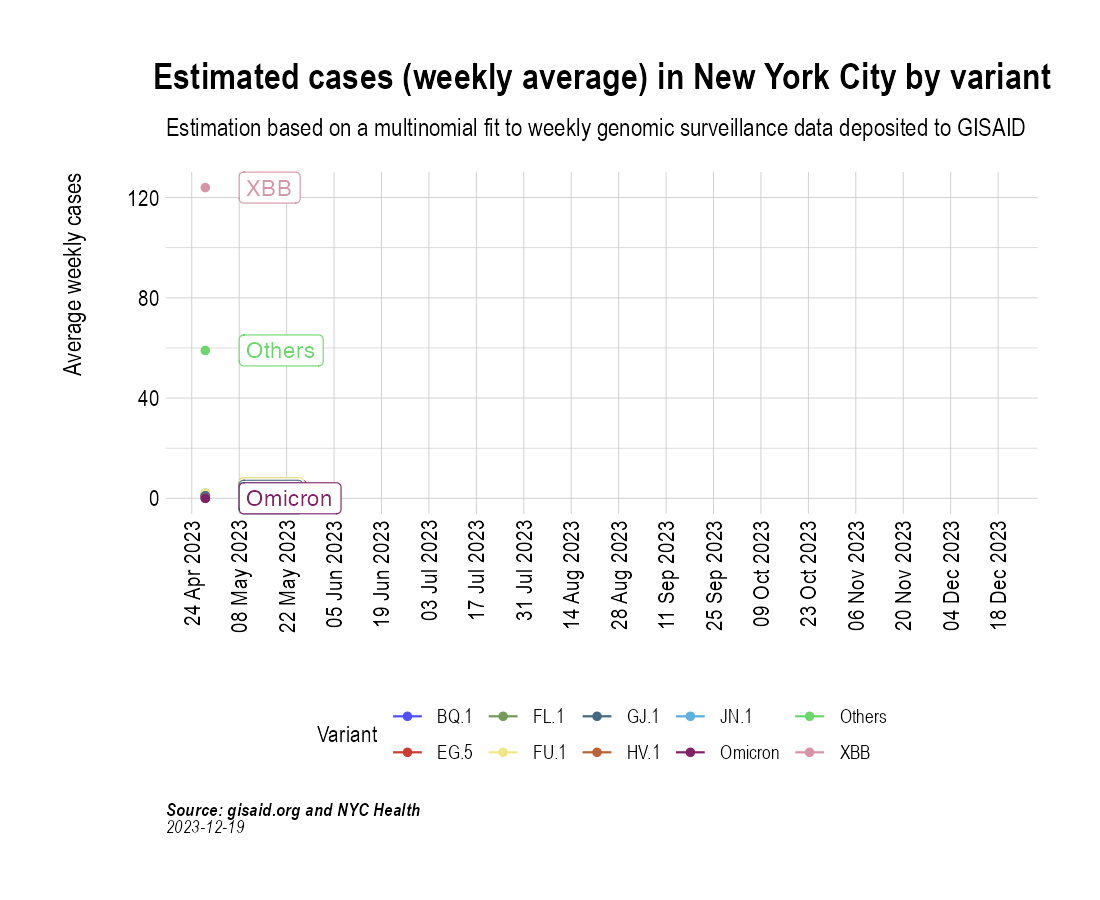 Estimated cases (weekly average) in New York City by variant
Estimation based on a multinomial fit to weekly genomic surveillance data deposited to GISAID
Average weekly cases
120
80
40
0
XBB
Others
Omicron
24 Apr 2023
08 May 2023
22 May 2023
05 Jun 2023
19 Jun 2023
03 Jul 2023
17 Jul 2023
31 Jul 2023
14 Aug 2023
28 Aug 2023
11 Sep 2023
25 Sep 2023
09 Oct 2023
23 Oct 2023
06 Nov 2023
20 Nov 2023
04 Dec 2023
18 Dec 2023
Variant
BQ.1 FL.1 GJ.1 JN.1 Others
EG.5 FU.1 HV.1 Omicron XBB
Source: gisaid.org and NYC Health
2023-12-19